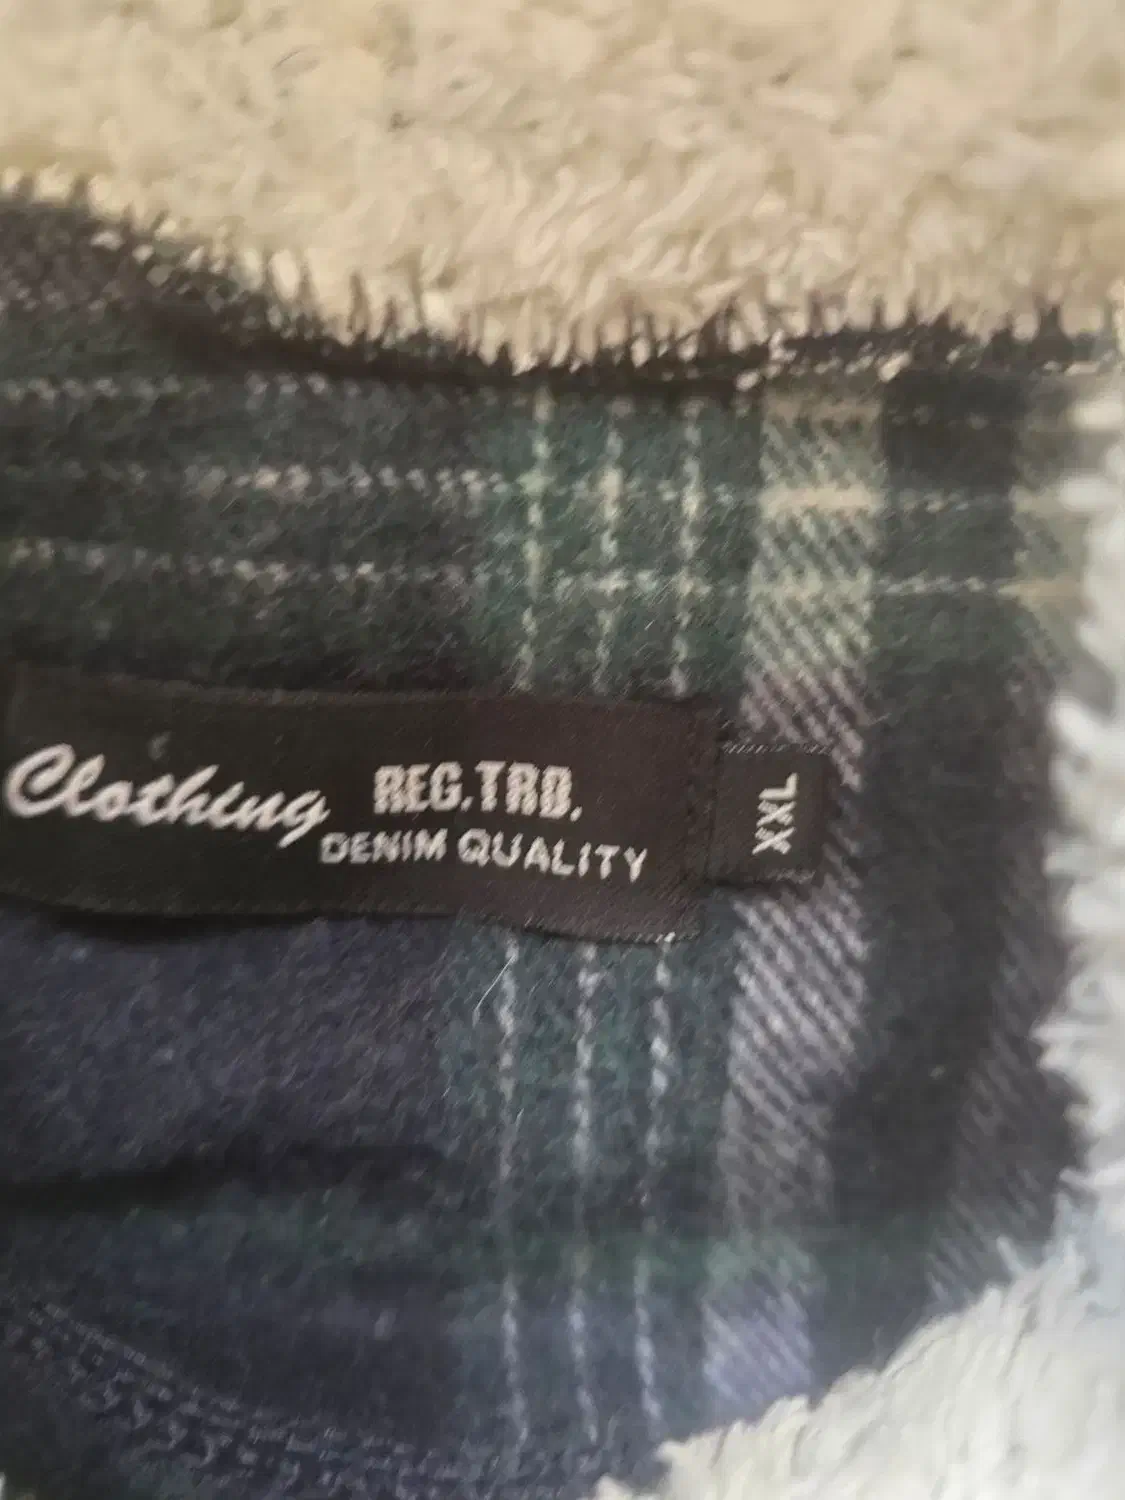 Clothing
REG.TRD.
DENIM QUALITY
XXL